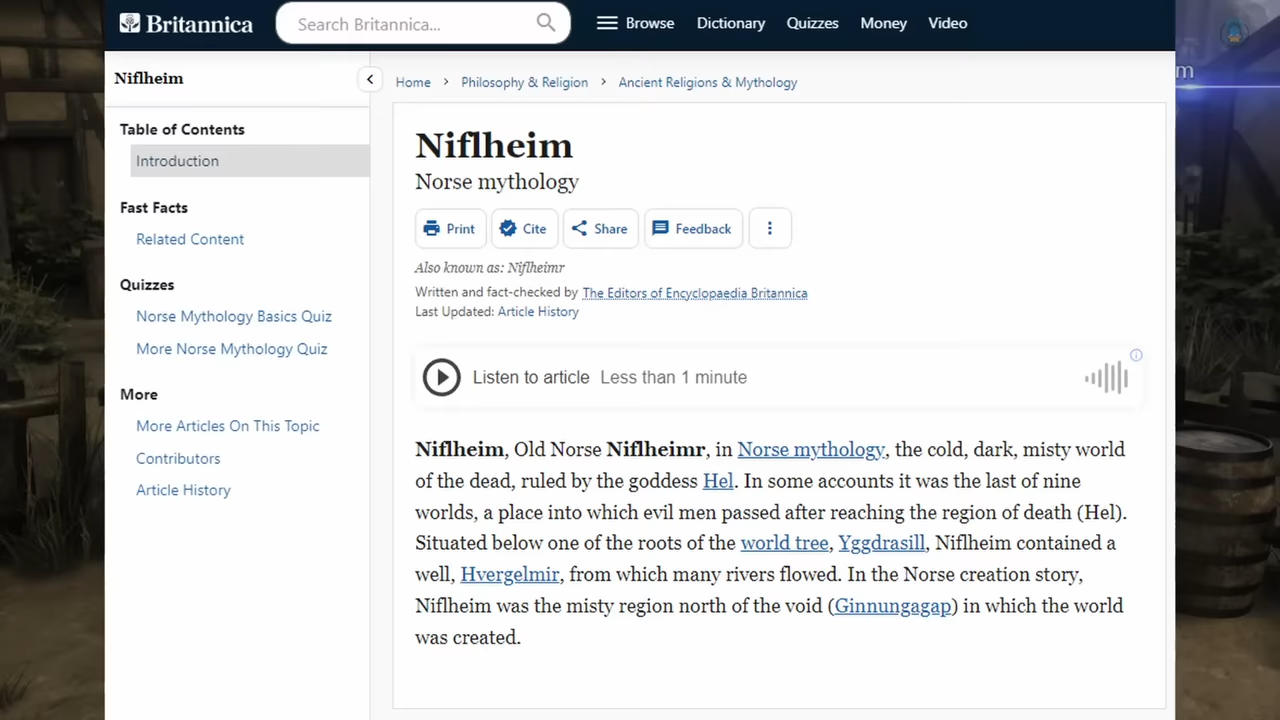 Britannica
Search Britannica...
Browse
Dictionary
Quizzes
Money
Video
Niflheim
Home > Philosophy & Religion > Ancient Religions & Mythology
Table of Contents
Introduction
Fast Facts
Related Content
Quizzes
Norse Mythology Basics Quiz
More Norse Mythology Quiz
More
More Articles On This Topic
Contributors
Article History
Niflheim
Norse mythology
Print
Cite
Share
Feedback
Also known as: Niflheimr
Written and fact-checked by The Editors of Encyclopaedia Britannica
Last Updated: Article History
Listen to article Less than 1 minute
Niflheim, Old Norse Niflheimr, in Norse mythology, the cold, dark, misty world
of the dead, ruled by the goddess Hel. In some accounts it was the last of nine
worlds, a place into which evil men passed after reaching the region of death (Hel).
Situated below one of the roots of the world tree, Yggdrasill, Niflheim contained a
well, Hvergelmir, from which many rivers flowed. In the Norse creation story,
Niflheim was the misty region north of the void (Ginnungagap) in which the world
was created.
m